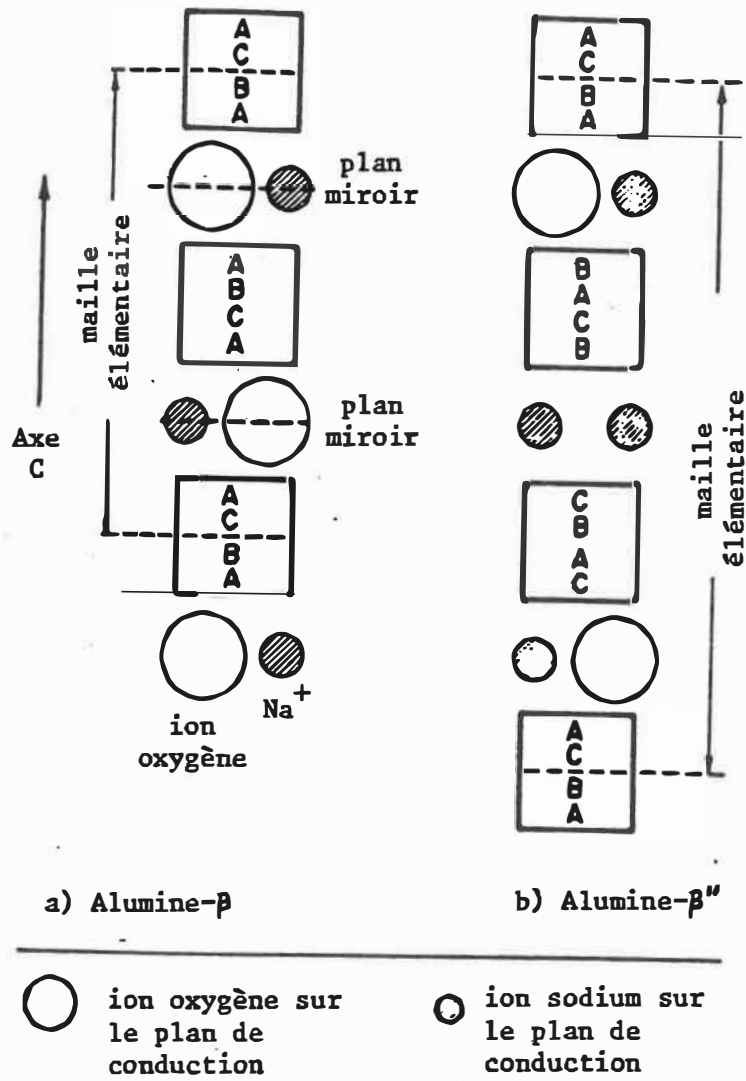 A
C
B
A
plan
miroir
A
B
C
A
plan
miroir
A
C
B
A
maille
élémentaire
Axe
C
Na+
ion
oxygène
a) Alumine-β
A
C
B
A
B
A
C
B
C
B
A
C
A
C
B
A
maille
élémentaire
b) Alumine-β"
ion oxygène sur
le plan de
conduction
ion sodium sur
le plan de
conduction